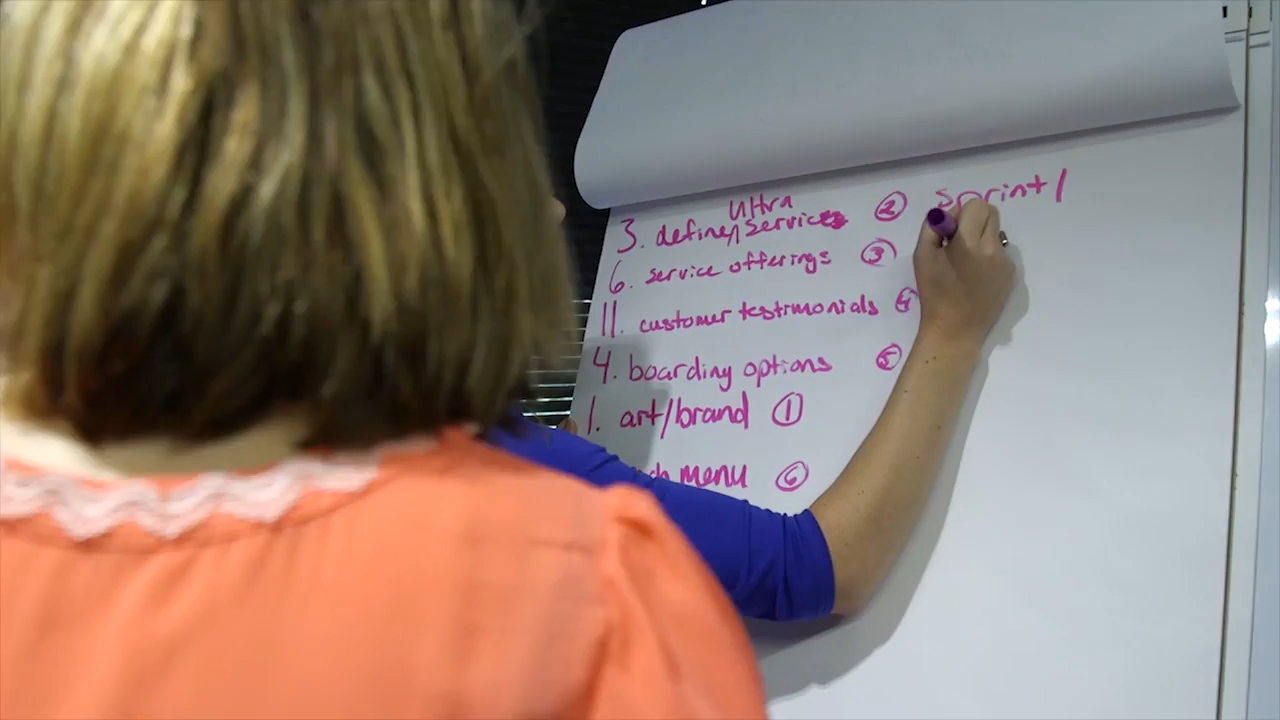 Ultra
3. define/\ services ② Sprint 1
6. service offerings ③
11. customer testimonials ④
4. boarding options ⑤
1. art/brand ①
menu ⑥